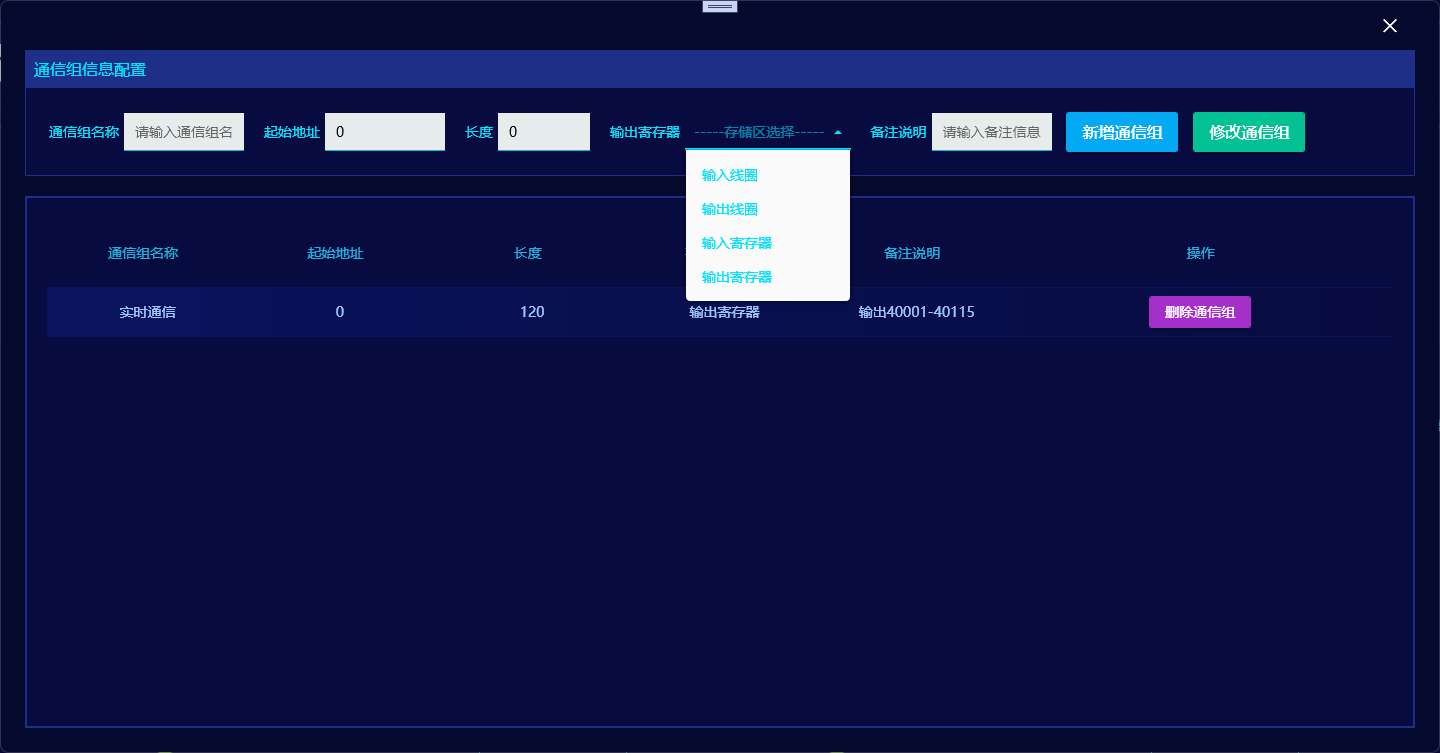 通信组信息配置
通信组名称 请输入通信组名 起始地址 0 长度 0 输出寄存器 -----存储区选择----- 备注说明 请输入备注信息 新增通信组 修改通信组
输入线圈
输出线圈
输入寄存器
输出寄存器
通信组名称 起始地址 长度 备注说明 操作
实时通信 0 120 输出寄存器 输出40001-40115 删除通信组